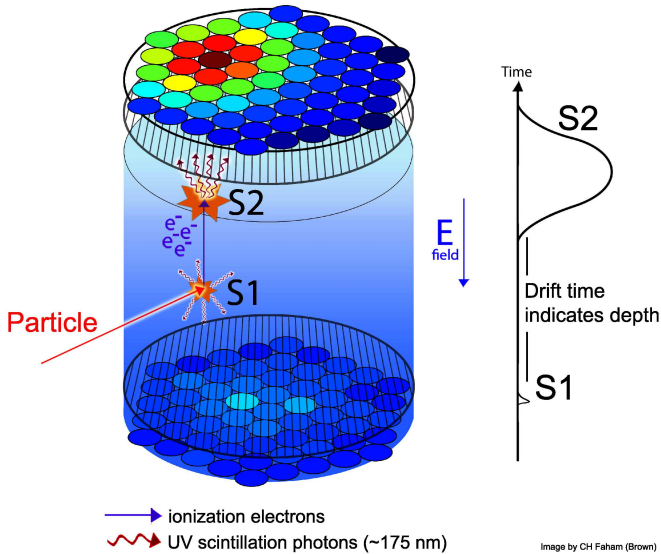 Time
S2
S2
e-
e-e-
e-e-
E
field
S1
Drift time
indicates depth
Particle
S1
ionization electrons
UV scintillation photons (~175 nm)
Image by CH Faham (Brown)